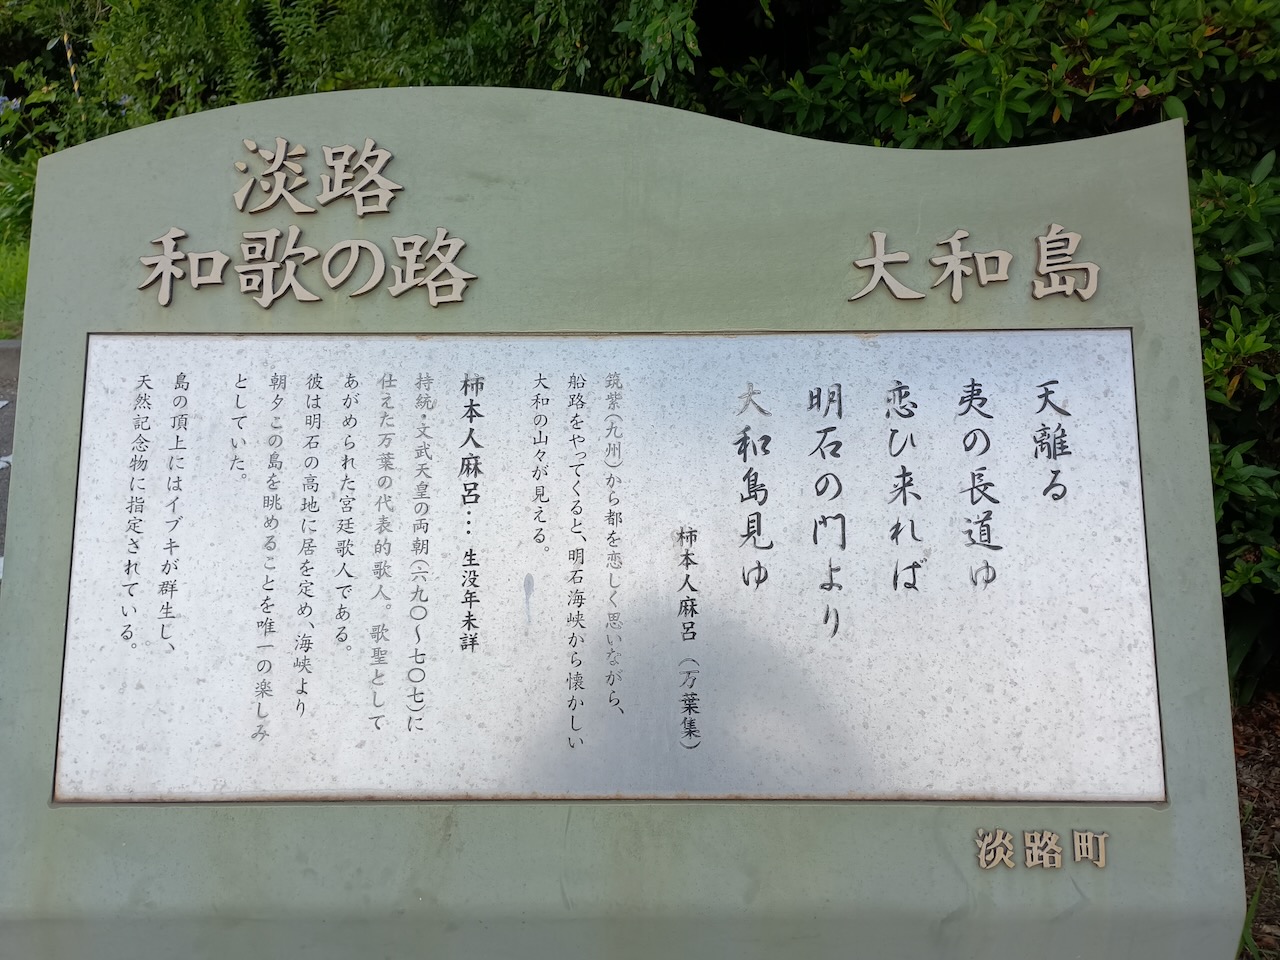 淡路
和歌の路
大和島
天離る
夷の長道ゆ
恋ひ来れば
明石の門より
大和島見ゆ
柿本人麻呂（万葉集）
筑紫（九州）から都を恋しく思いながら、
船路をやってくると、明石海峡から懐かしい
大和の山々が見える。
柿本人麻呂… 生没年未詳
持統・文武天皇の両朝（六九〇〜七〇七）に
仕えた万葉の代表的歌人。歌聖として
あがめられた宮廷歌人である。
彼は明石の高地に居を定め、海峡より
朝夕この島を眺めることを唯一の楽しみ
としていた。
島の頂上にはイブキが群生し、
天然記念物に指定されている。
淡路町